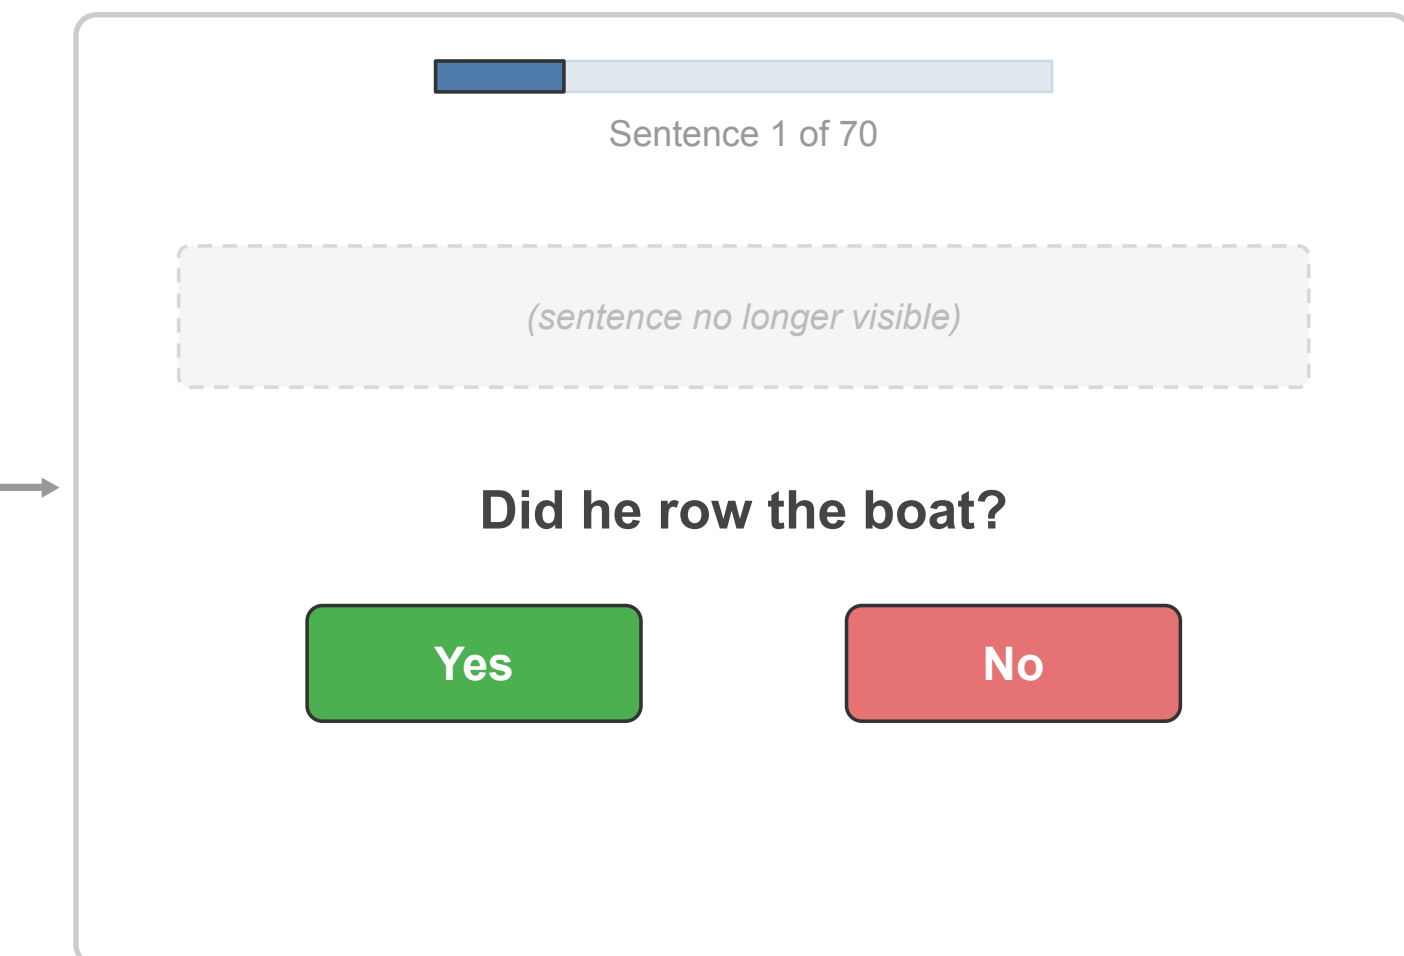 Sentence 1 of 70
(sentence no longer visible)
Did he row the boat?
Yes
No